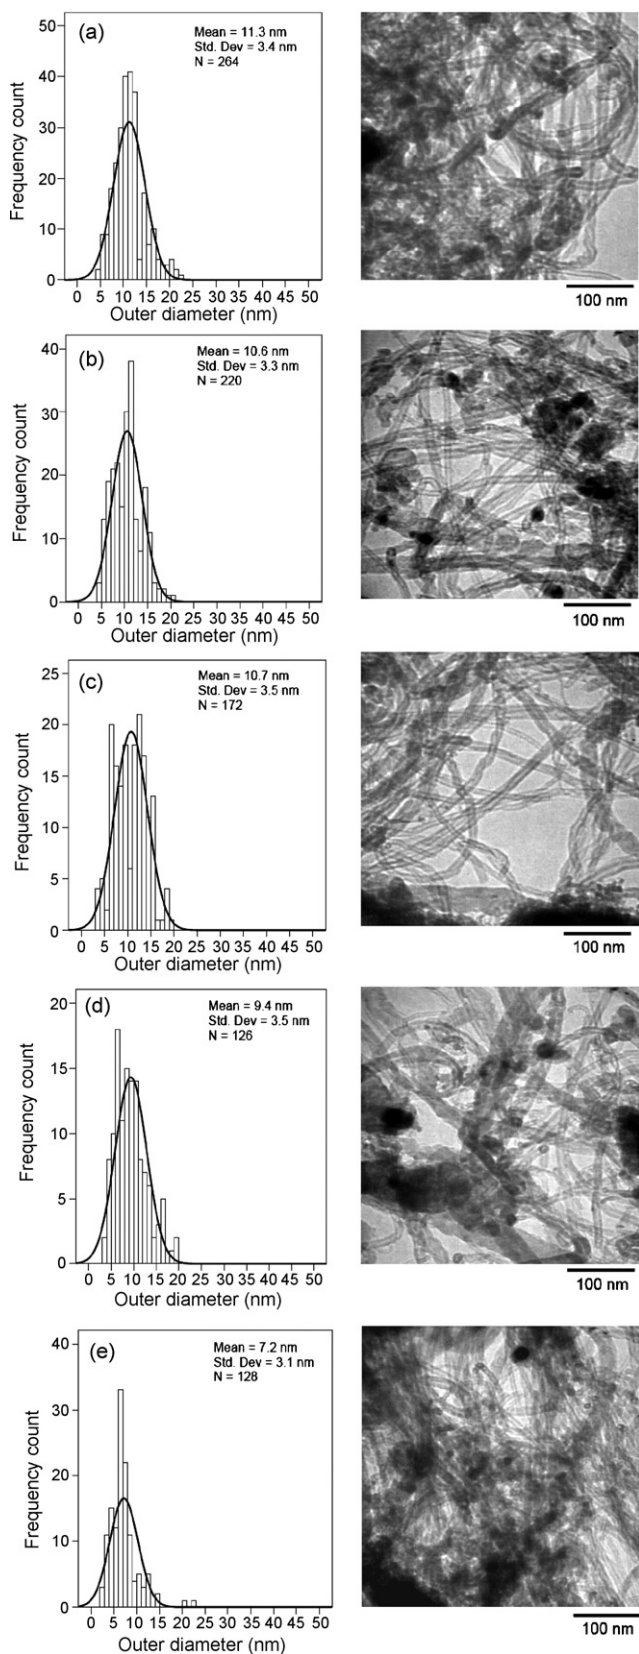 (a)
Mean = 11.3 nm
Std. Dev = 3.4 nm
N = 264
Frequency count
50
40
30
20
10
0
0 5 10 15 20 25 30 35 40 45 50
Outer diameter (nm)
100 nm
(b)
Mean = 10.6 nm
Std. Dev = 3.3 nm
N = 220
Frequency count
40
30
20
10
0
0 5 10 15 20 25 30 35 40 45 50
Outer diameter (nm)
100 nm
(c)
Mean = 10.7 nm
Std. Dev = 3.5 nm
N = 172
Frequency count
25
20
15
10
5
0
0 5 10 15 20 25 30 35 40 45 50
Outer diameter (nm)
100 nm
(d)
Mean = 9.4 nm
Std. Dev = 3.5 nm
N = 126
Frequency count
20
15
10
5
0
0 5 10 15 20 25 30 35 40 45 50
Outer diameter (nm)
100 nm
(e)
Mean = 7.2 nm
Std. Dev = 3.1 nm
N = 128
Frequency count
40
30
20
10
0
0 5 10 15 20 25 30 35 40 45 50
Outer diameter (nm)
100 nm